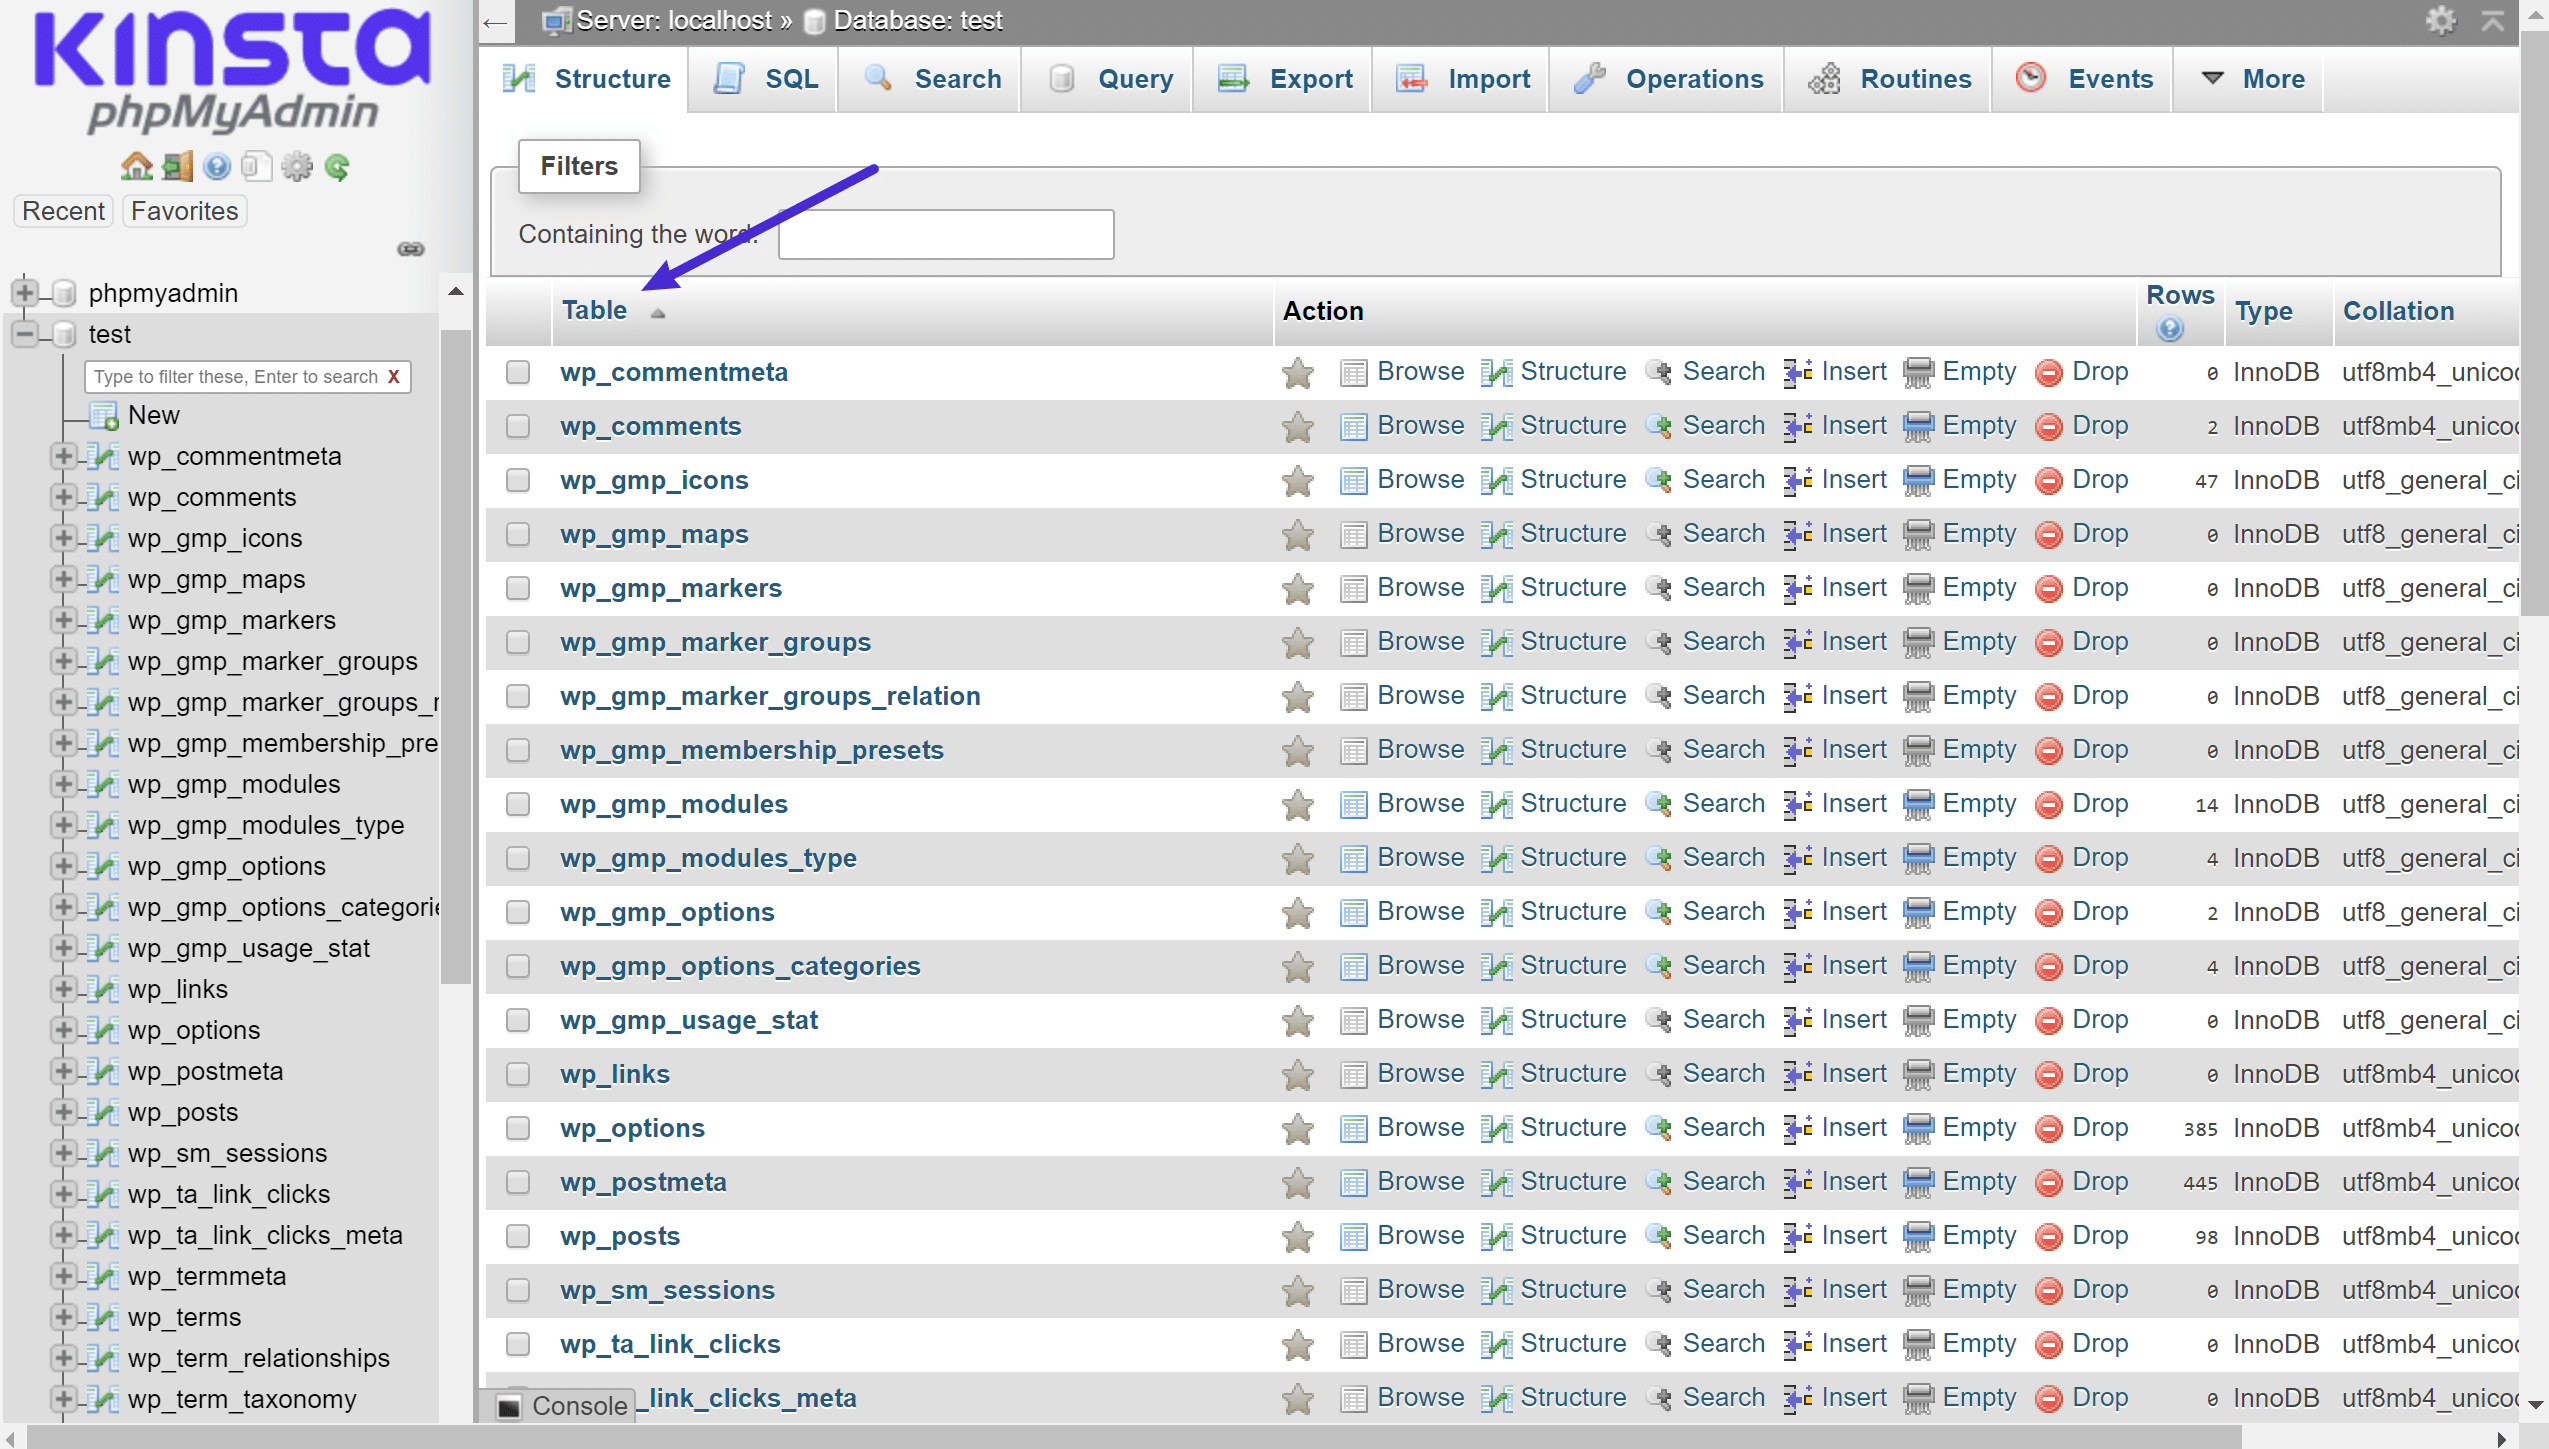 KINSTA
phpMyAdmin
Recent Favorites
phpmyadmin
test
Type to filter these, Enter to search X
New
wp_commentmeta
wp_comments
wp_gmp_icons
wp_gmp_maps
wp_gmp_markers
wp_gmp_marker_groups
wp_gmp_marker_groups_r
wp_gmp_membership_pre
wp_gmp_modules
wp_gmp_modules_type
wp_gmp_options
wp_gmp_options_categorie
wp_gmp_usage_stat
wp_links
wp_options
wp_postmeta
wp_posts
wp_sm_sessions
wp_ta_link_clicks
wp_ta_link_clicks_meta
wp_termmeta
wp_terms
wp_term_relationships
wp_term_taxonomy
← Server: localhost » Database: test
Structure SQL Search Query Export Import Operations Routines Events More
Filters
Containing the word:
Table Action Rows Type Collation
wp_commentmeta Browse Structure Search Insert Empty Drop 0 InnoDB utf8mb4_unicoc
wp_comments Browse Structure Search Insert Empty Drop 2 InnoDB utf8mb4_unicoc
wp_gmp_icons Browse Structure Search Insert Empty Drop 47 InnoDB utf8_general_ci
wp_gmp_maps Browse Structure Search Insert Empty Drop 0 InnoDB utf8_general_ci
wp_gmp_markers Browse Structure Search Insert Empty Drop 0 InnoDB utf8_general_ci
wp_gmp_marker_groups Browse Structure Search Insert Empty Drop 0 InnoDB utf8_general_ci
wp_gmp_marker_groups_relation Browse Structure Search Insert Empty Drop 0 InnoDB utf8_general_ci
wp_gmp_membership_presets Browse Structure Search Insert Empty Drop 0 InnoDB utf8_general_ci
wp_gmp_modules Browse Structure Search Insert Empty Drop 14 InnoDB utf8_general_ci
wp_gmp_modules_type Browse Structure Search Insert Empty Drop 4 InnoDB utf8_general_ci
wp_gmp_options Browse Structure Search Insert Empty Drop 2 InnoDB utf8_general_ci
wp_gmp_options_categories Browse Structure Search Insert Empty Drop 4 InnoDB utf8_general_ci
wp_gmp_usage_stat Browse Structure Search Insert Empty Drop 0 InnoDB utf8_general_ci
wp_links Browse Structure Search Insert Empty Drop 0 InnoDB utf8mb4_unicoc
wp_options Browse Structure Search Insert Empty Drop 385 InnoDB utf8mb4_unicoc
wp_postmeta Browse Structure Search Insert Empty Drop 445 InnoDB utf8mb4_unicoc
wp_posts Browse Structure Search Insert Empty Drop 98 InnoDB utf8mb4_unicoc
wp_sm_sessions Browse Structure Search Insert Empty Drop 0 InnoDB utf8mb4_unicoc
wp_ta_link_clicks Browse Structure Search Insert Empty Drop 0 InnoDB utf8mb4_unicoc
_link_clicks_meta Browse Structure Search Insert Empty Drop 0 InnoDB utf8mb4_unicoc
Console